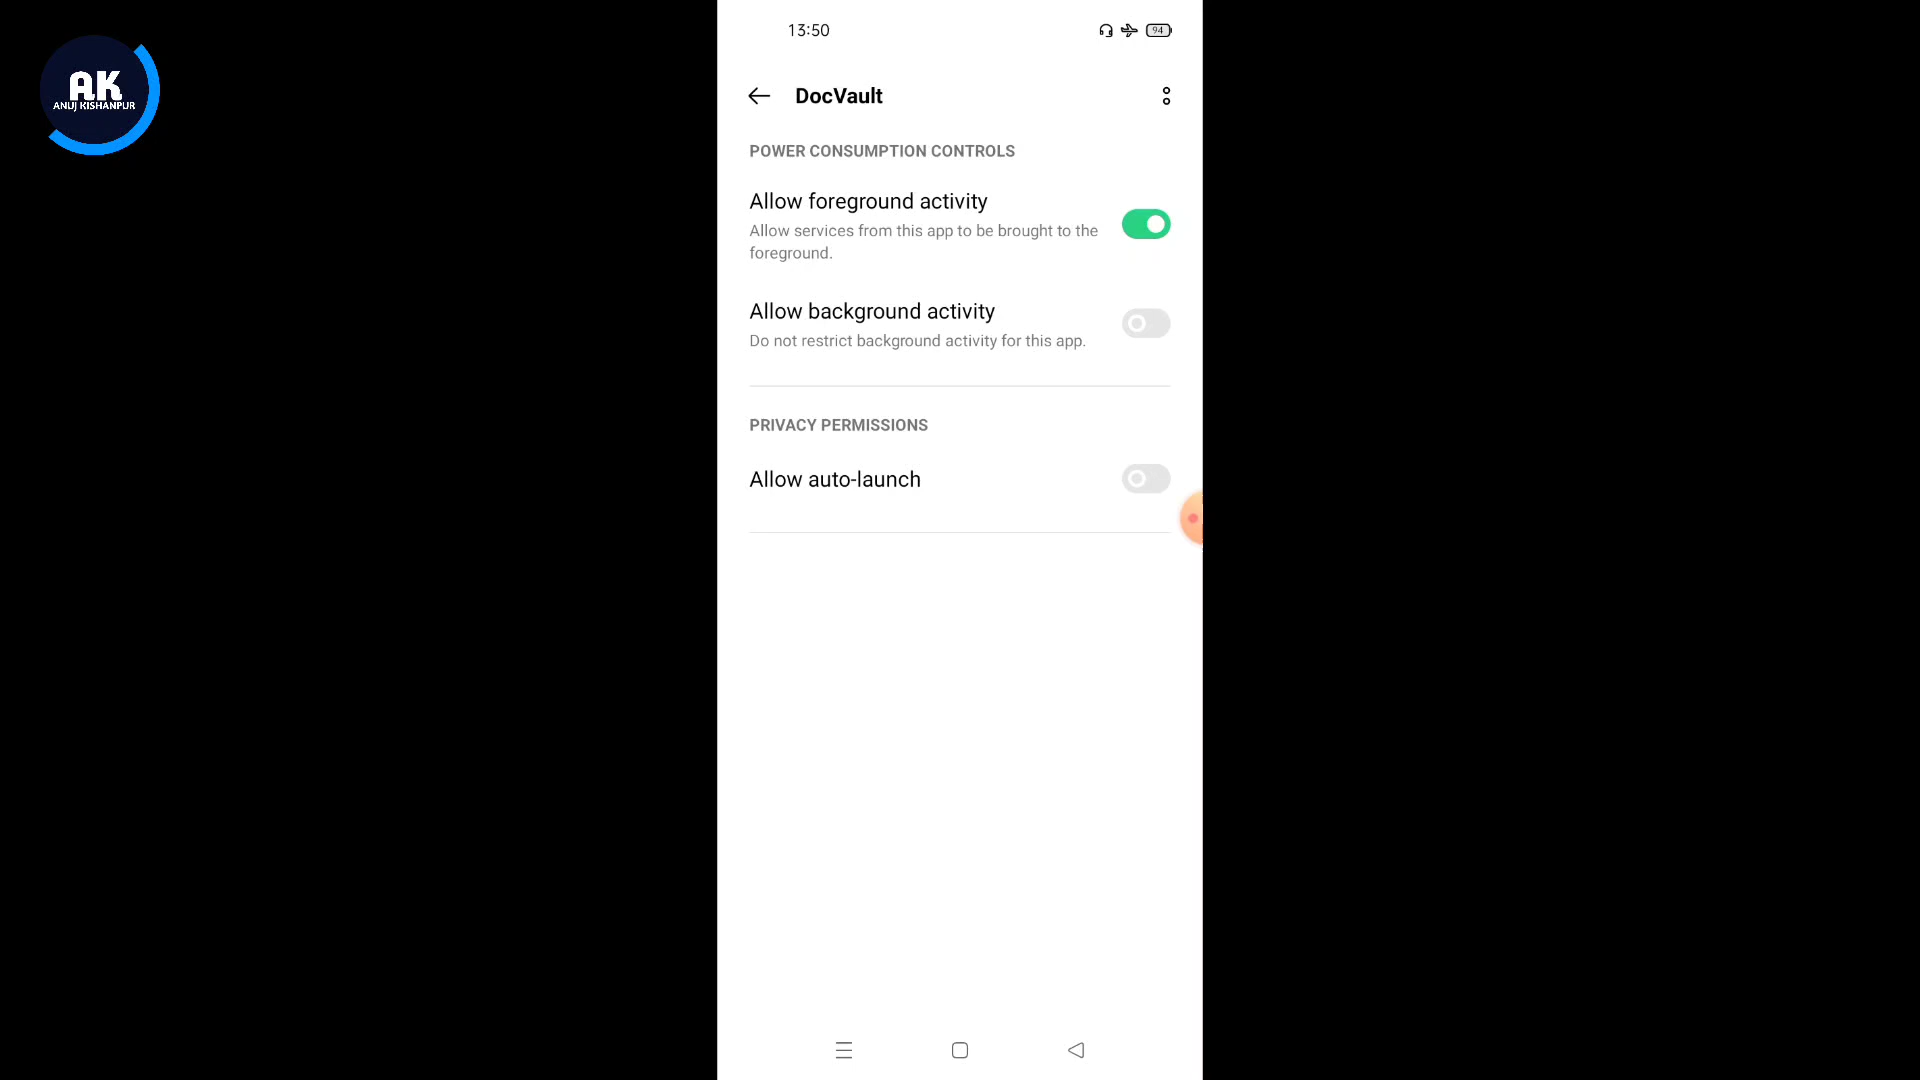 AK
ANUJ KISHANPUR
13:50
94
DocVault
POWER CONSUMPTION CONTROLS
Allow foreground activity
Allow services from this app to be brought to the
foreground.
Allow background activity
Do not restrict background activity for this app.
PRIVACY PERMISSIONS
Allow auto-launch